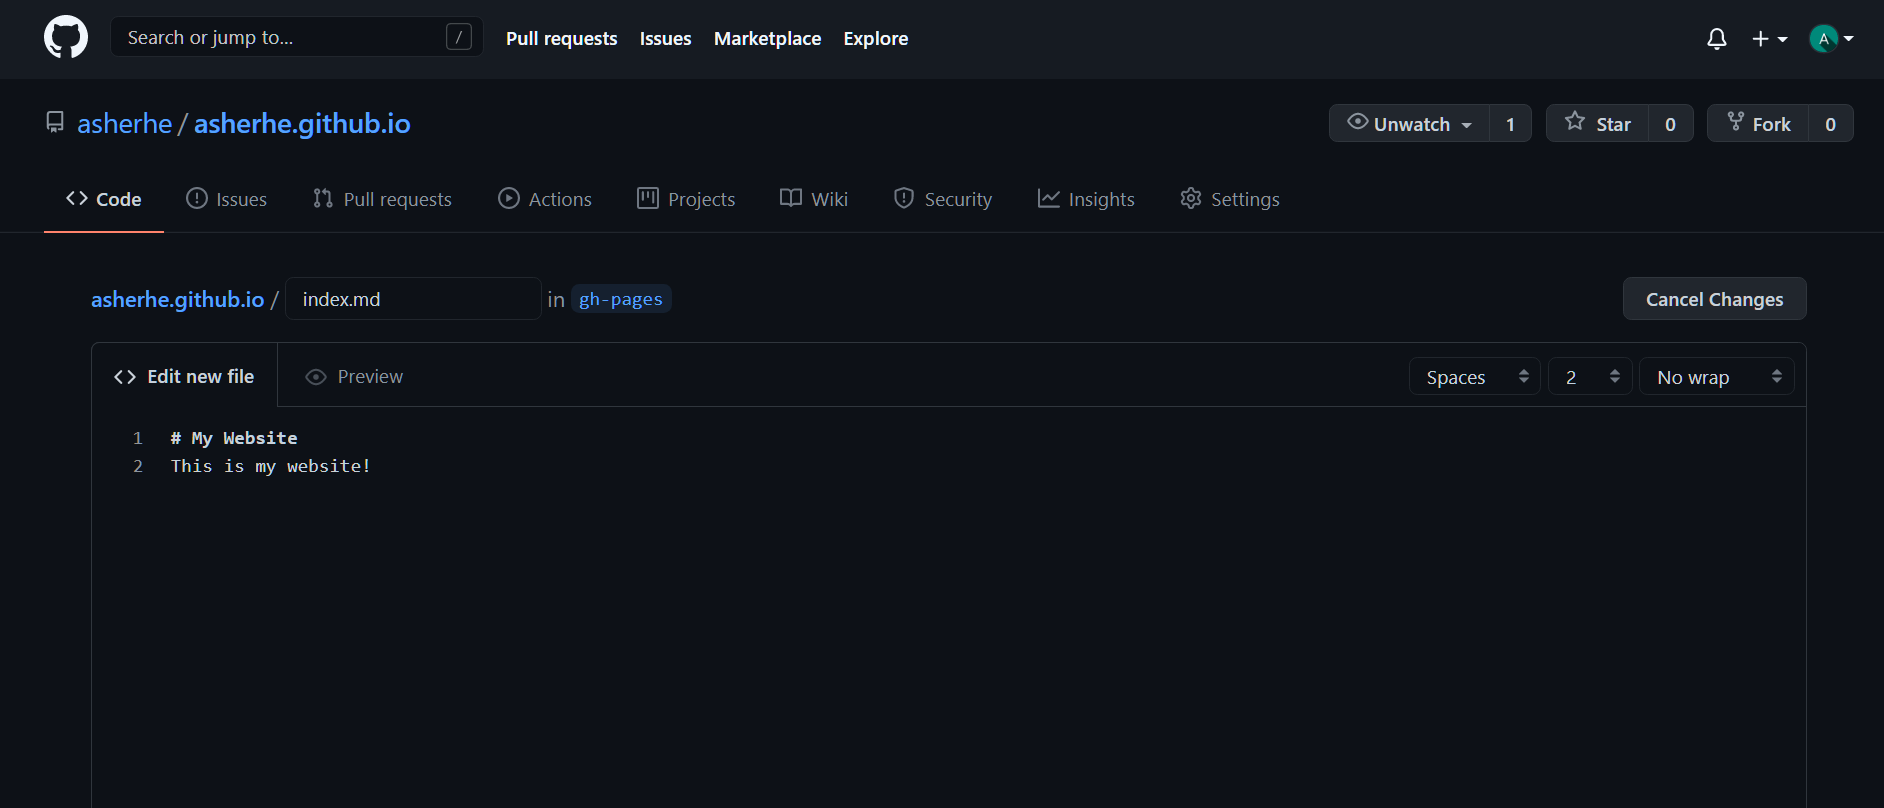 Search or jump to... / Pull requests Issues Marketplace Explore A
asherhe / asherhe.github.io Unwatch 1 Star 0 Fork 0
Code Issues Pull requests Actions Projects Wiki Security Insights Settings
asherhe.github.io / index.md in gh-pages Cancel Changes
Edit new file Preview Spaces 2 No wrap
1 # My Website
2 This is my website!